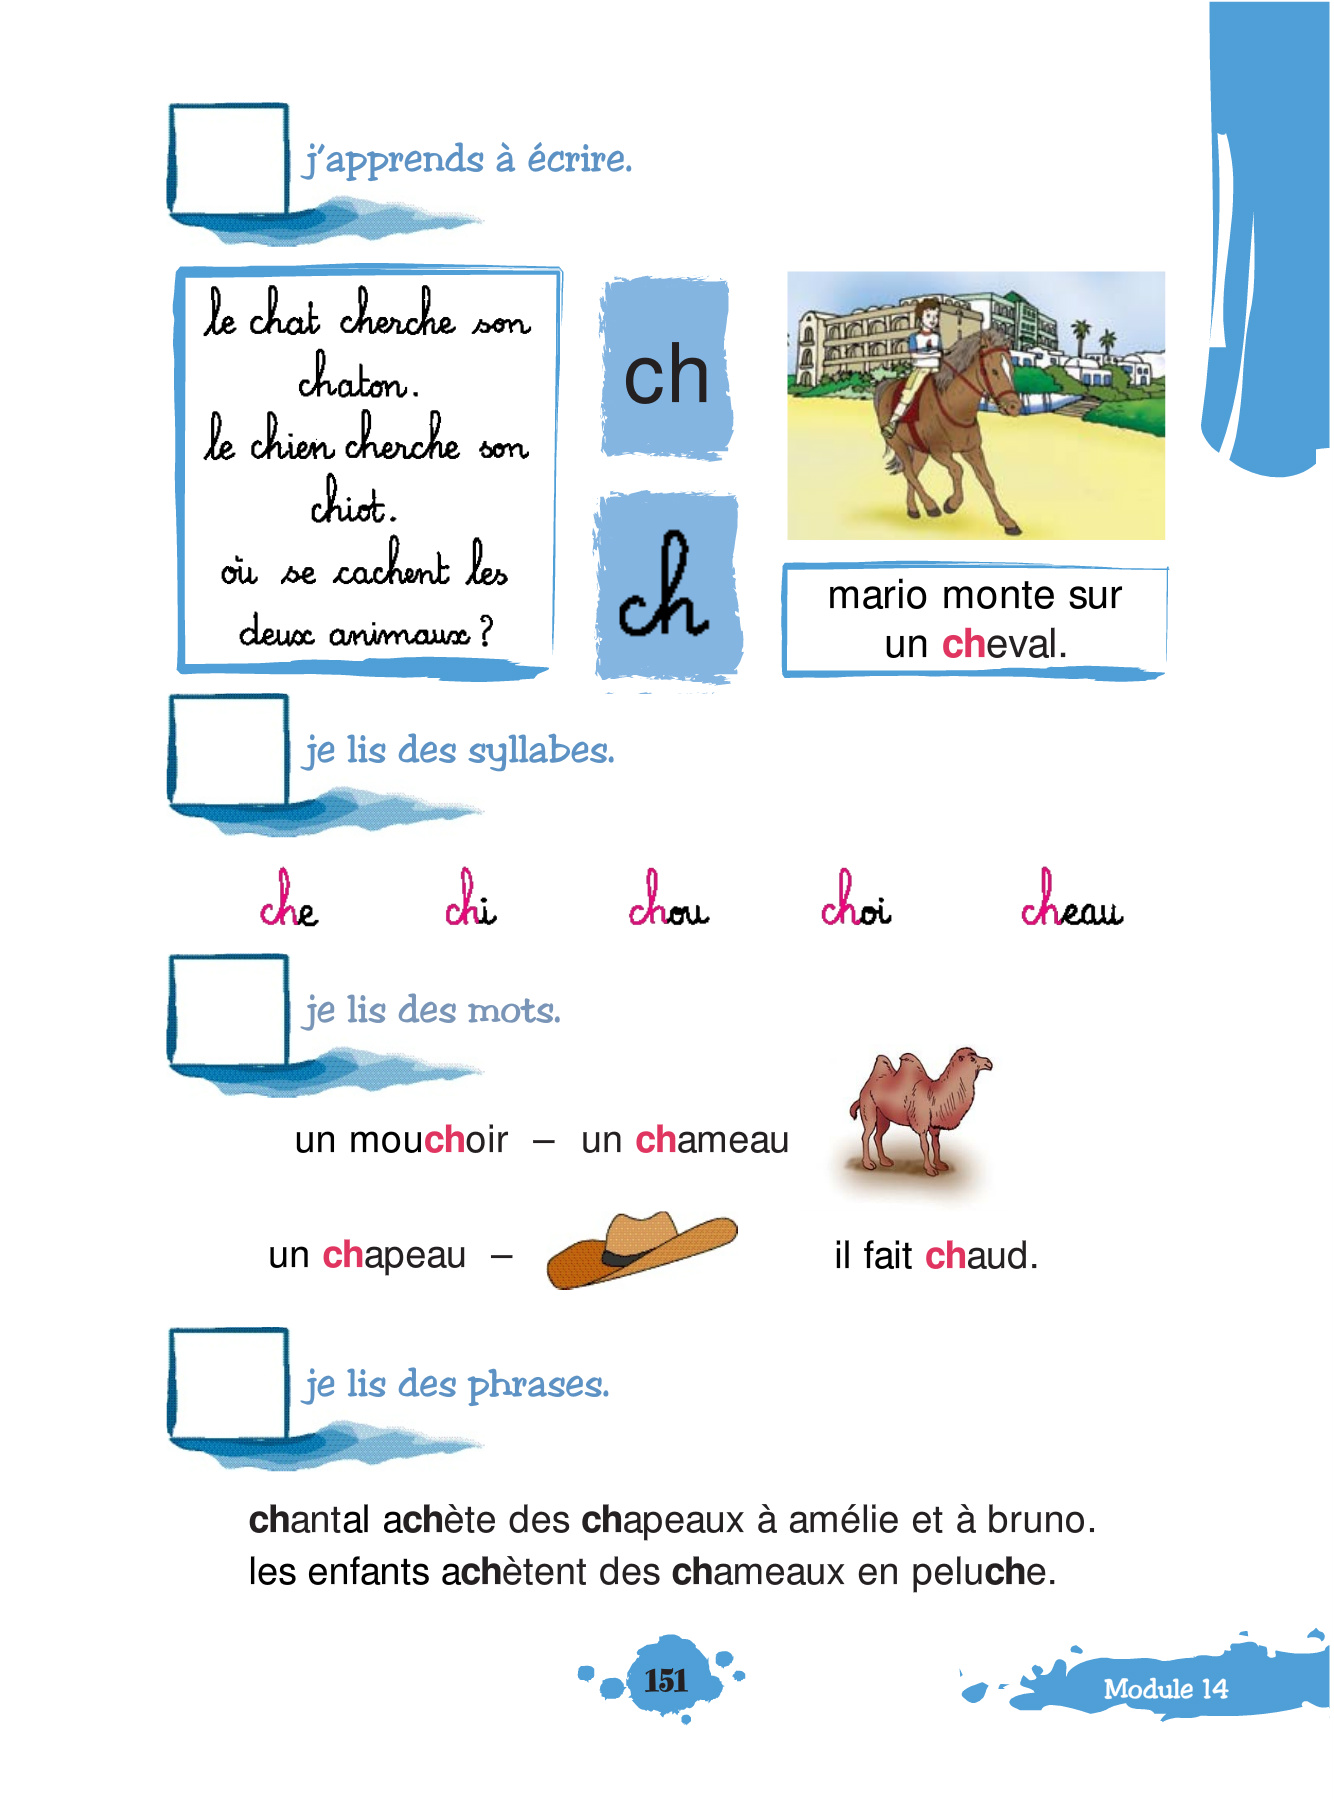 j'apprends à écrire.
le chat cherche son
chaton.
le chien cherche son
chiot.
où se cachent les
deux animaux ?
ch
ch
mario monte sur
un cheval.
je lis des syllabes.
che chi chou choi cheau
je lis des mots.
un mouchoir – un chameau
un chapeau – il fait chaud.
je lis des phrases.
chantal achète des chapeaux à amélie et à bruno.
les enfants achètent des chameaux en peluche.
151
Module 14